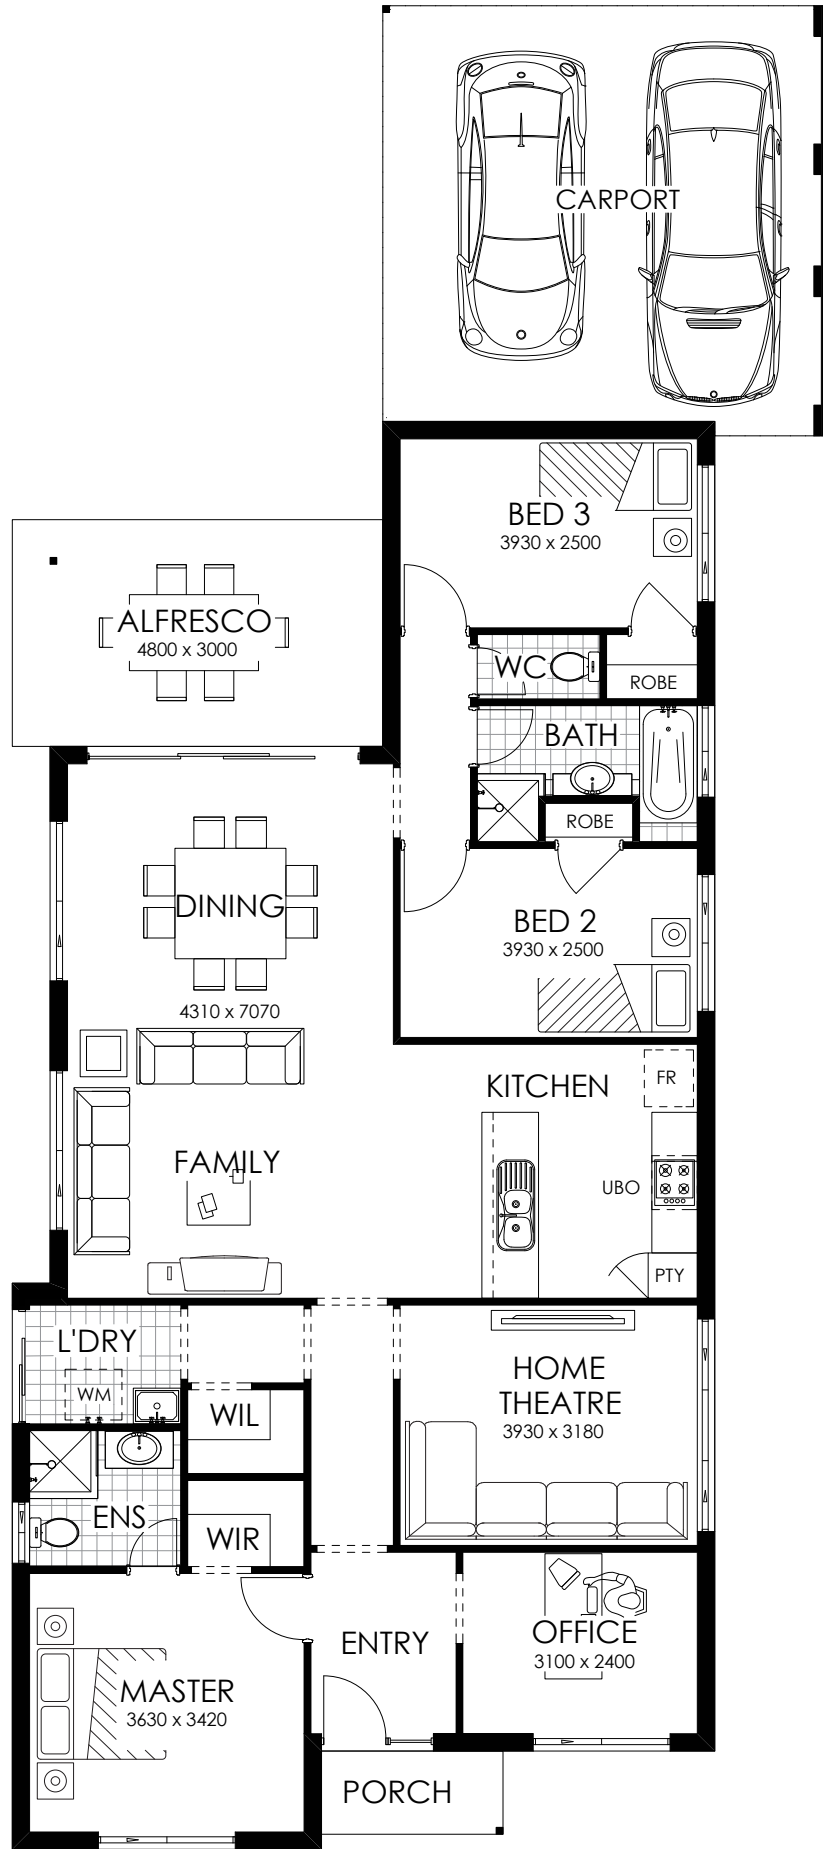 CARPORT
BED 3
3930 x 2500
ALFRESCO
4800 x 3000
WC
ROBE
BATH
ROBE
DINING
BED 2
3930 x 2500
4310 x 7070
KITCHEN
FR
FAMILY
UBO
PTY
L'DRY
WM
HOME
THEATRE
3930 x 3180
WIL
ENS
WIR
OFFICE
3100 x 2400
ENTRY
MASTER
3630 x 3420
PORCH